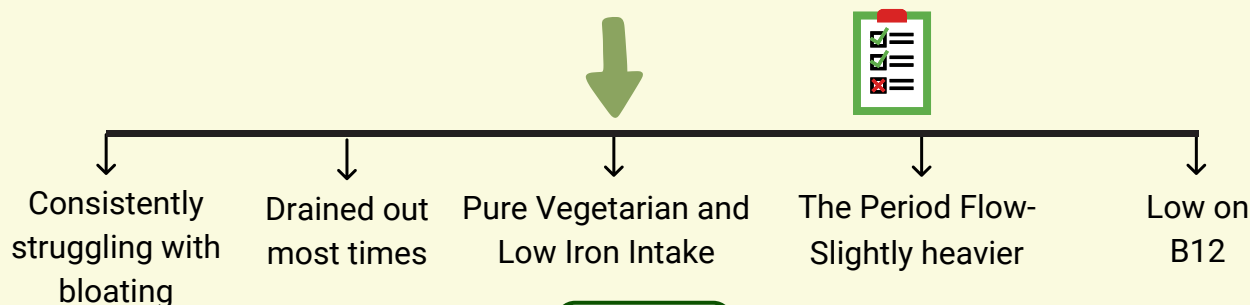 Consistently
struggling with
bloating
Drained out
most times
Pure Vegetarian and
Low Iron Intake
The Period Flow-
Slightly heavier
Low on
B12